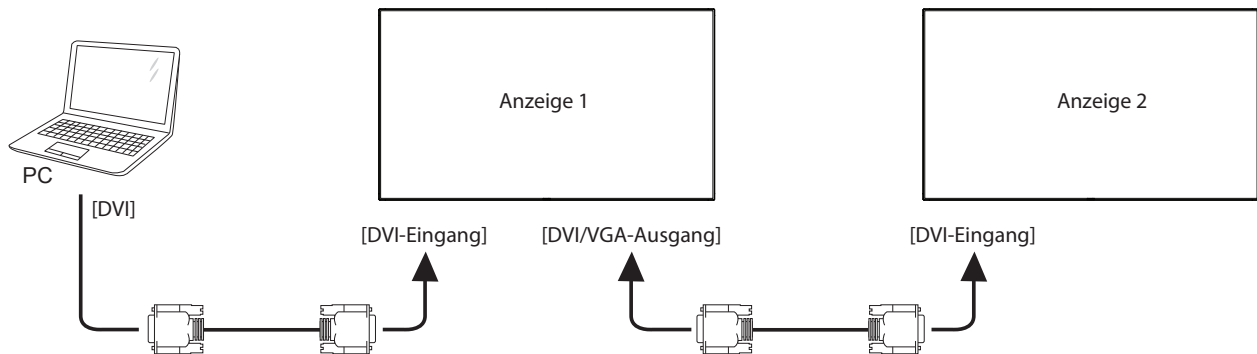 Anzeige 1
Anzeige 2
PC
[DVI]
[DVI-Eingang]
[DVI/VGA-Ausgang]
[DVI-Eingang]